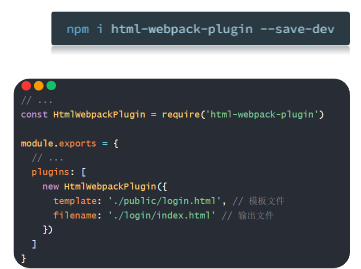 npm i html-webpack-plugin --save-dev
// ...
const HtmlWebpackPlugin = require('html-webpack-plugin')
module.exports = {
// ...
plugins: [
new HtmlWebpackPlugin({
template: './public/login.html', // 模板文件
filename: './login/index.html' // 输出文件
})
]
}